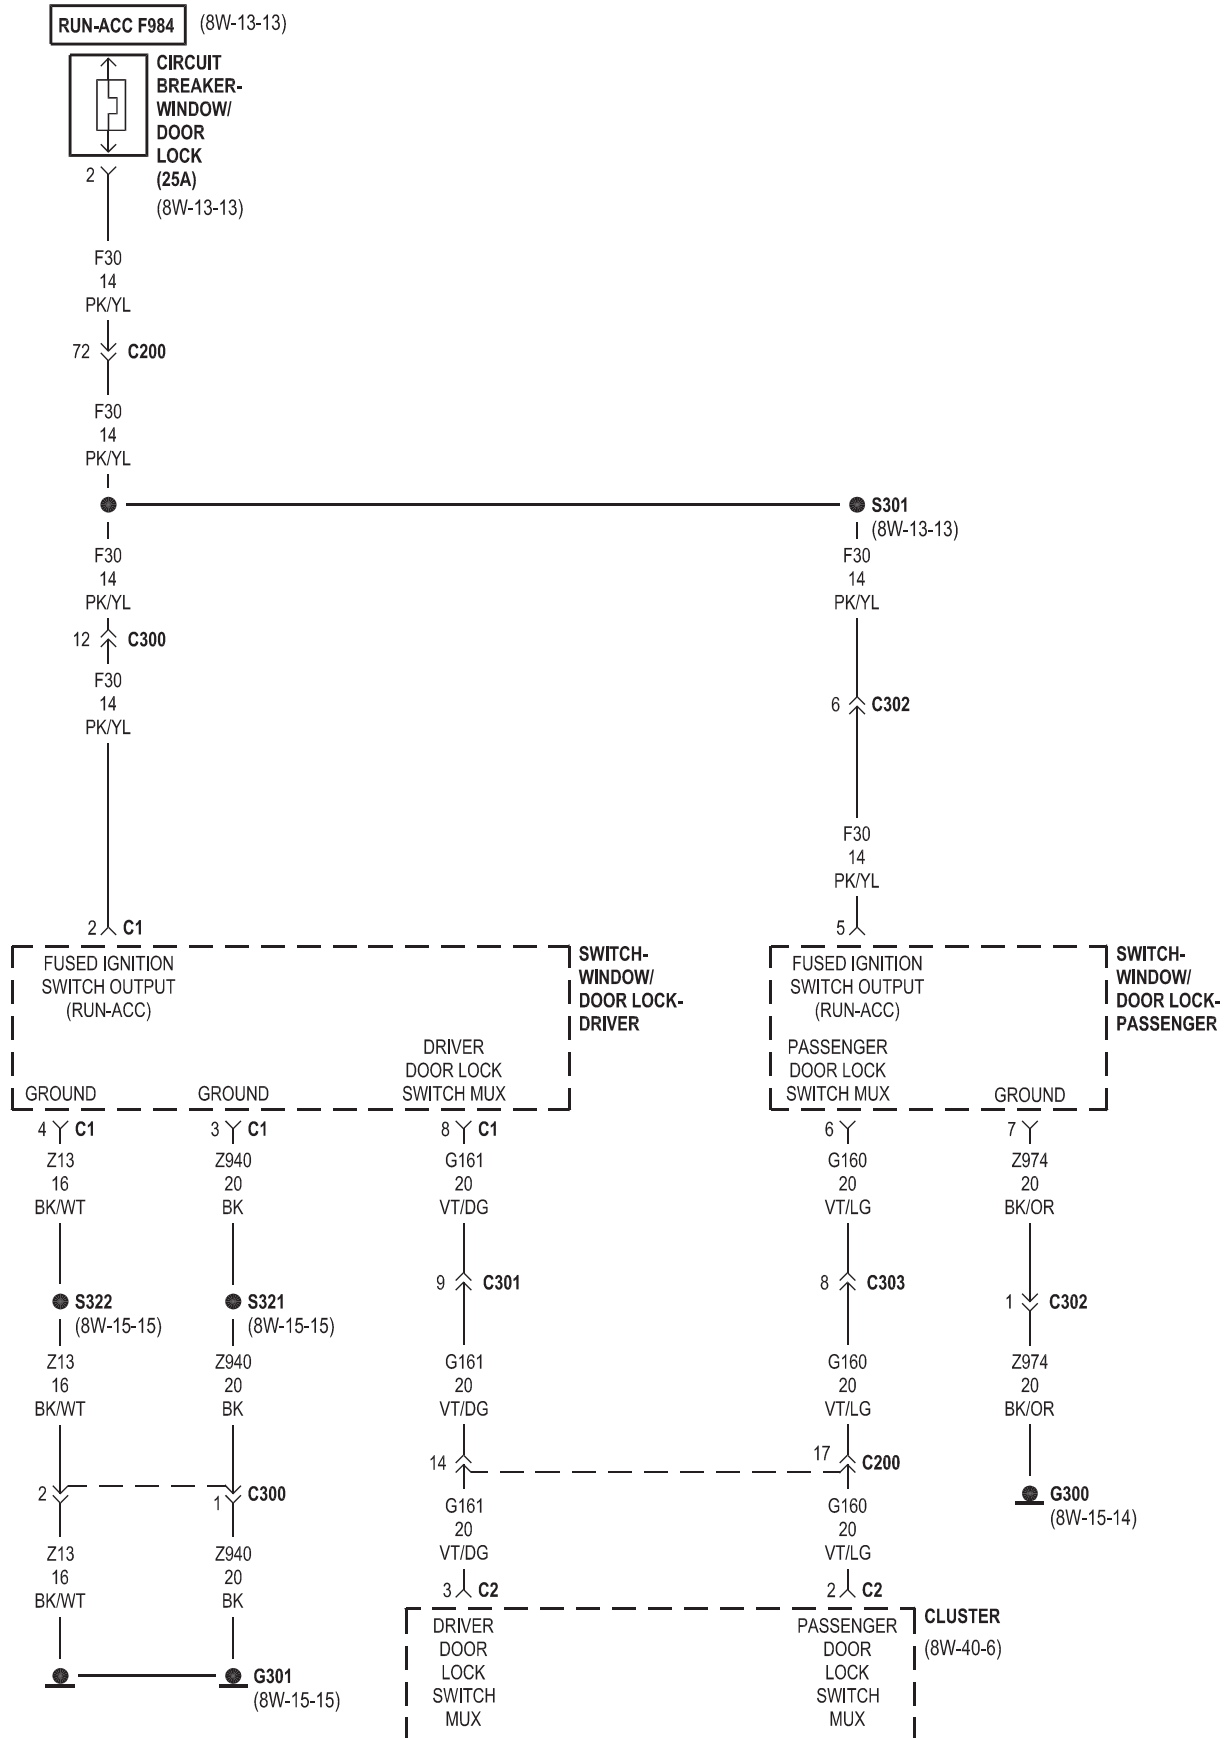 RUN-ACC F984 (8W-13-13)
CIRCUIT
BREAKER-
WINDOW/
DOOR
LOCK
(25A)
(8W-13-13)
2
F30
14
PK/YL
72 C200
F30
14
PK/YL
S301
(8W-13-13)
F30
14
PK/YL
12 C300
F30
14
PK/YL
F30
14
PK/YL
6 C302
F30
14
PK/YL
2 C1
5
FUSED IGNITION
SWITCH OUTPUT
(RUN-ACC)
DRIVER
DOOR LOCK
SWITCH MUX
GROUND
GROUND
SWITCH-
WINDOW/
DOOR LOCK-
DRIVER
FUSED IGNITION
SWITCH OUTPUT
(RUN-ACC)
PASSENGER
DOOR LOCK
SWITCH MUX
GROUND
SWITCH-
WINDOW/
DOOR LOCK-
PASSENGER
4 C1
3 C1
8 C1
6
7
Z13
16
BK/WT
Z940
20
BK
G161
20
VT/DG
G160
20
VT/LG
Z974
20
BK/OR
S322
(8W-15-15)
S321
(8W-15-15)
9 C301
8 C303
1 C302
Z13
16
BK/WT
Z940
20
BK
G161
20
VT/DG
G160
20
VT/LG
Z974
20
BK/OR
2
1 C300
14
17 C200
G300
(8W-15-14)
Z13
16
BK/WT
Z940
20
BK
G161
20
VT/DG
G160
20
VT/LG
3 C2
2 C2
G301
(8W-15-15)
DRIVER
DOOR
LOCK
SWITCH
MUX
PASSENGER
DOOR
LOCK
SWITCH
MUX
CLUSTER
(8W-40-6)